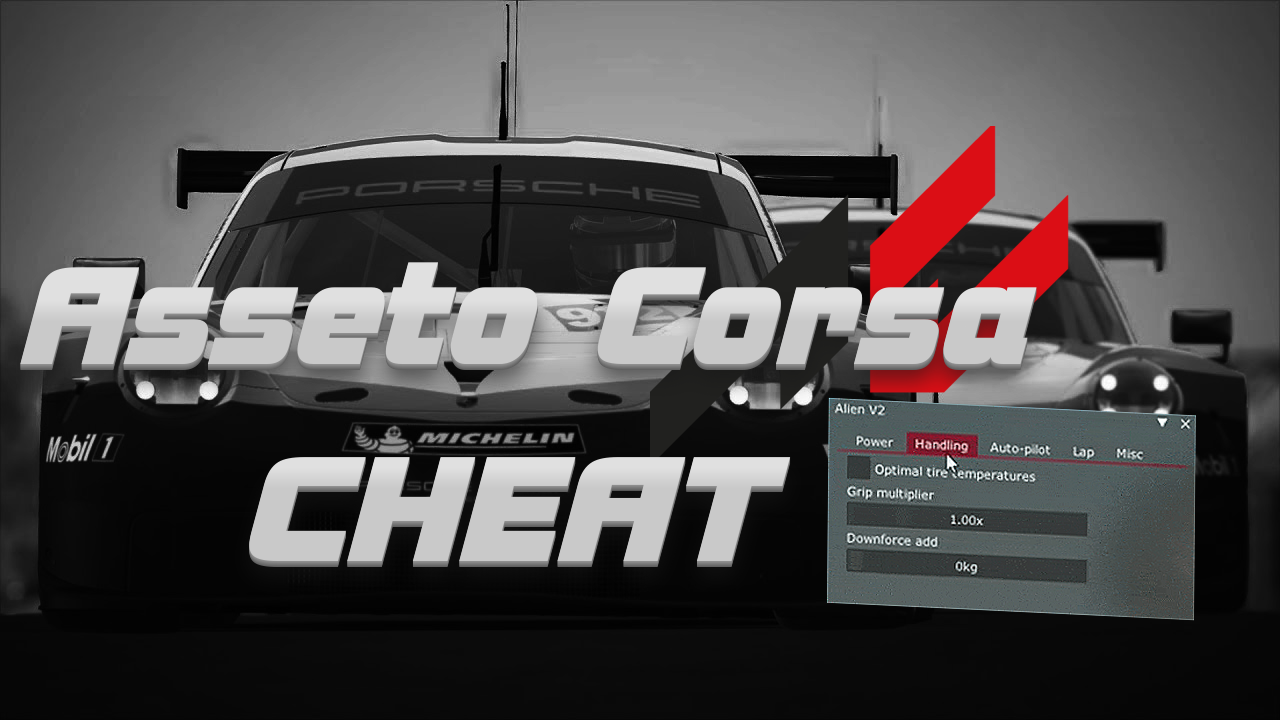 PORSCHE
Asseto Corsa
92
Mobil 1
MICHELIN
CHEAT
Alien V2
Power Handling Auto-pilot Lap Misc
Optimal tire temperatures
Grip multiplier
1.00x
Downforce add
0kg